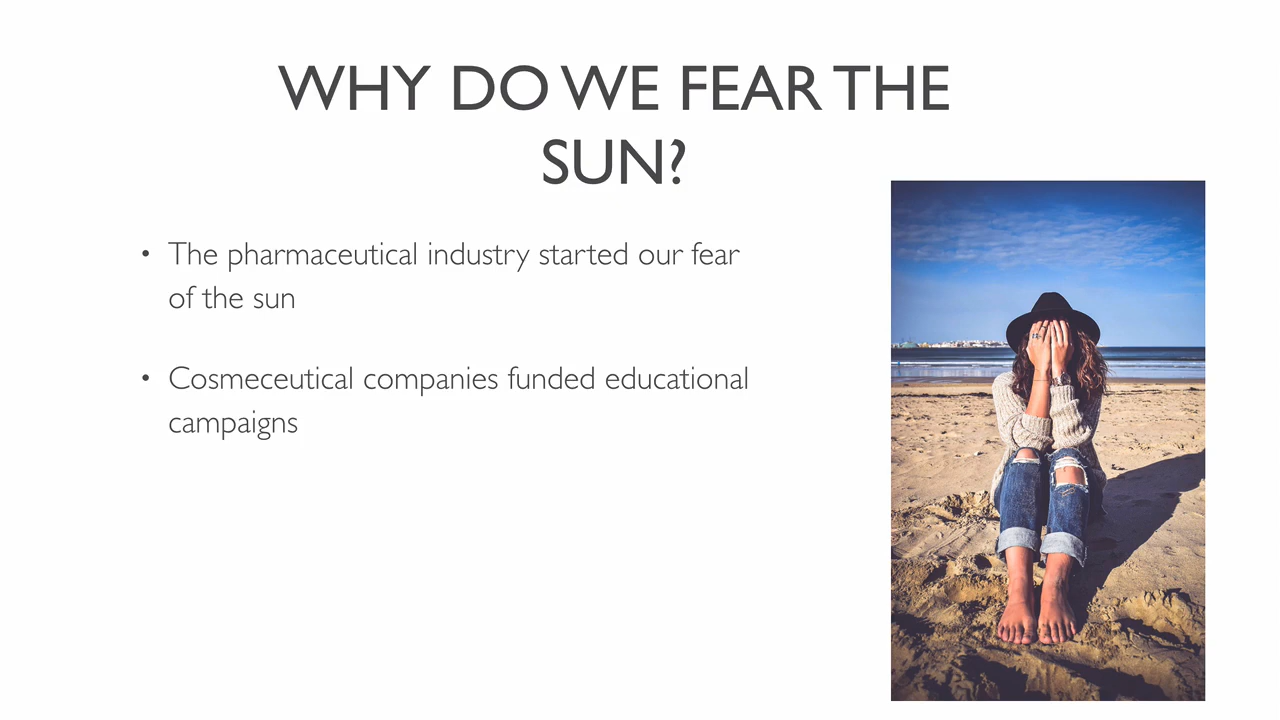 WHY DO WE FEAR THE
SUN?
• The pharmaceutical industry started our fear
of the sun
• Cosmeceutical companies funded educational
campaigns